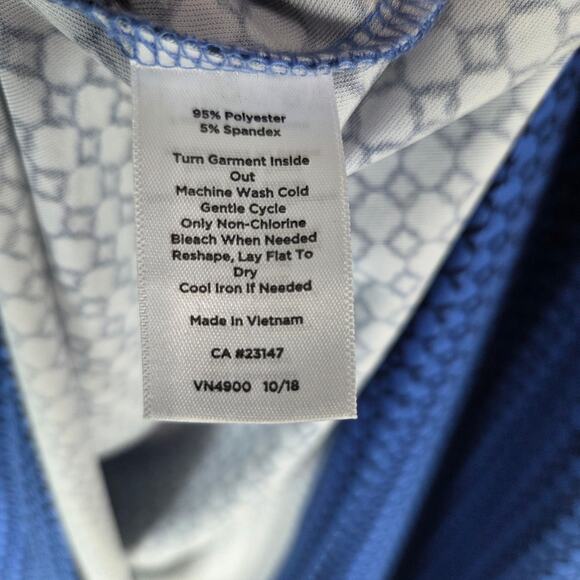 95% Polyester
5% Spandex
Turn Garment Inside
Out
Machine Wash Cold
Gentle Cycle
Only Non-Chlorine
Bleach When Needed
Reshape, Lay Flat To
Dry
Cool Iron If Needed
Made In Vietnam
CA #23147
VN4900 10/18